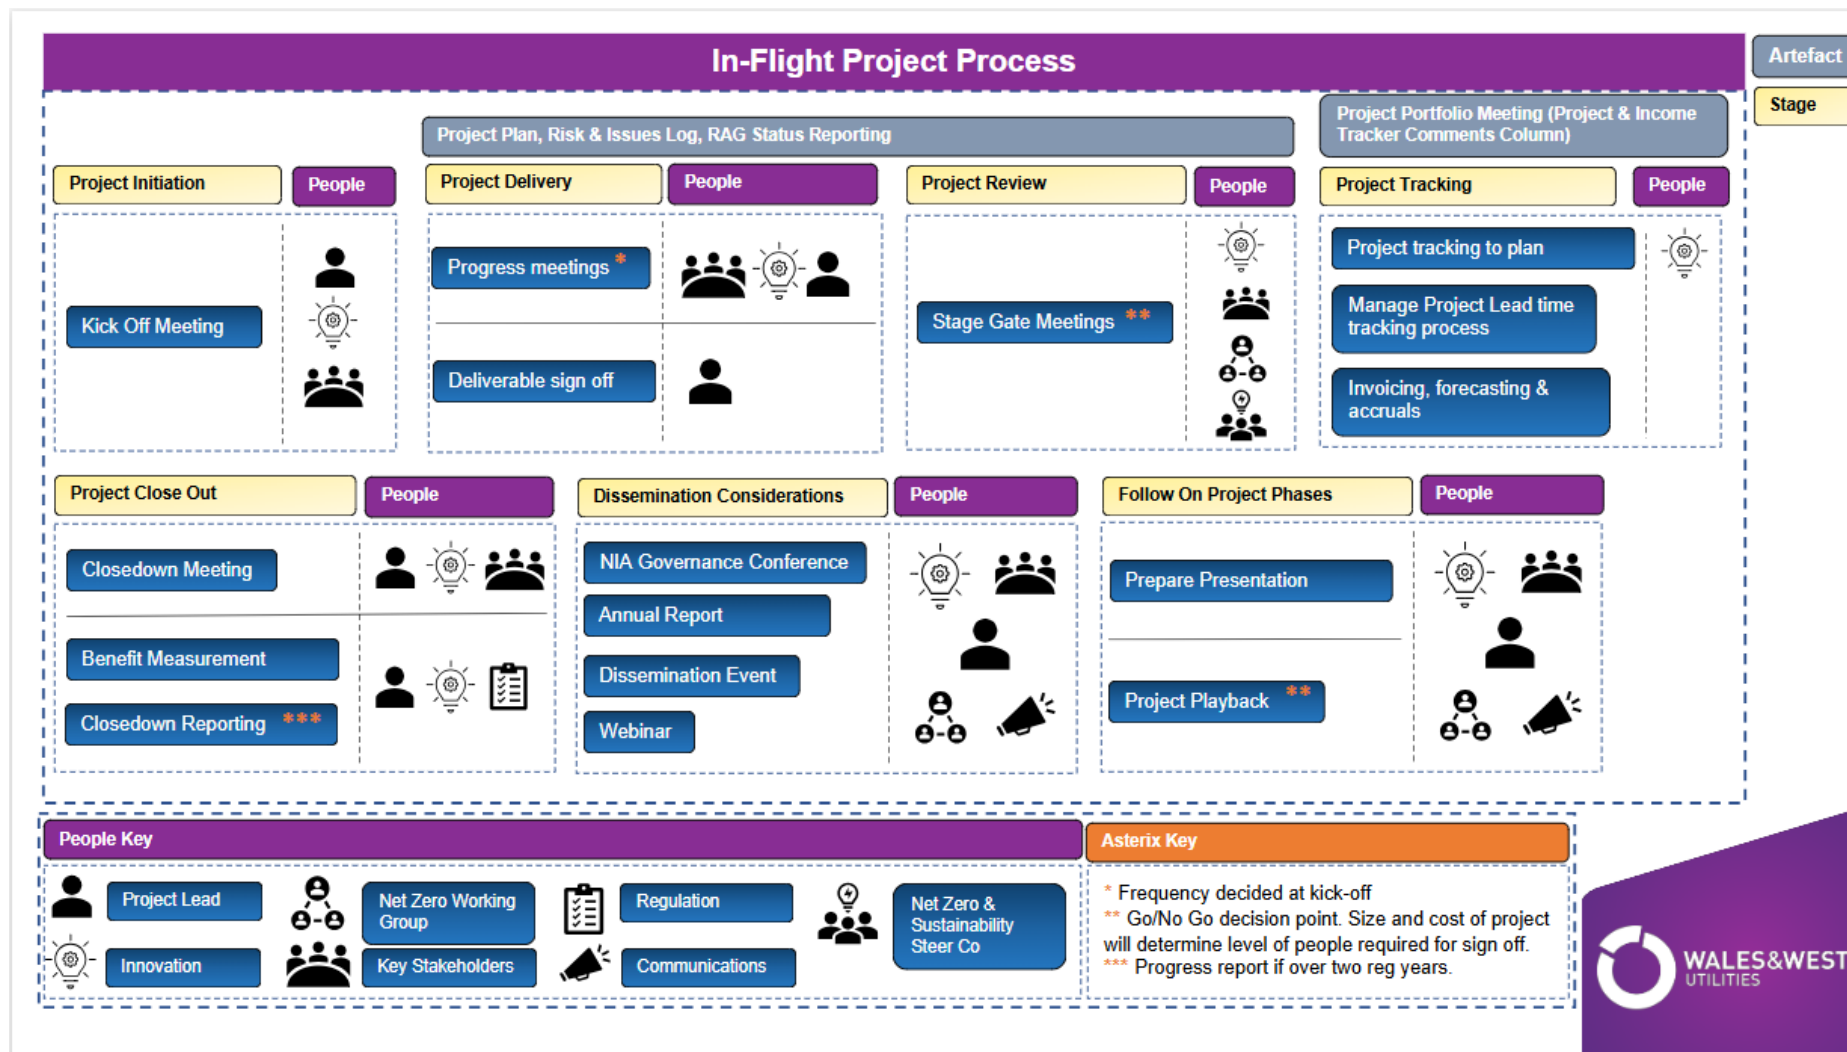 In-Flight Project Process
Artefact
Stage
Project Plan, Risk & Issues Log, RAG Status Reporting
Project Portfolio Meeting (Project & Income
Tracker Comments Column)
Project Initiation
People
Project Delivery
People
Project Review
People
Project Tracking
People
Kick Off Meeting
Progress meetings *
Deliverable sign off
Stage Gate Meetings **
Project tracking to plan
Manage Project Lead time
tracking process
Invoicing, forecasting &
accruals
Project Close Out
People
Dissemination Considerations
People
Follow On Project Phases
People
Closedown Meeting
Benefit Measurement
Closedown Reporting ***
NIA Governance Conference
Annual Report
Dissemination Event
Webinar
Prepare Presentation
Project Playback **
People Key
Project Lead
Innovation
Net Zero Working
Group
Key Stakeholders
Regulation
Communications
Net Zero &
Sustainability
Steer Co
Asterix Key
* Frequency decided at kick-off
** Go/No Go decision point. Size and cost of project
will determine level of people required for sign off.
*** Progress report if over two reg years.
WALES&WEST
UTILITIES